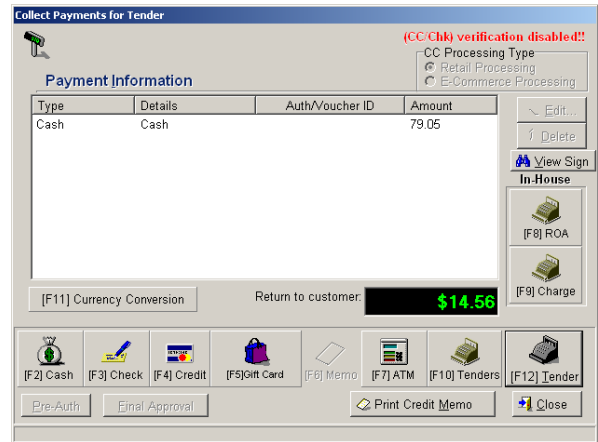 Collect Payments for Tender
(CC/Chk) verification disabled!!
CC Processing Type
Retail Processing
E-Commerce Processing
Payment Information
Type Details Auth/Voucher ID Amount
Cash Cash 79.05
Edit...
Delete
View Sign
In-House
[F8] ROA
[F9] Charge
[F11] Currency Conversion
Return to customer: $14.56
[F2] Cash [F3] Check [F4] Credit [F5]Gift Card [F6] Memo [F7] ATM [F10] Tenders [F12] Tender
Pre-Auth Final Approval Print Credit Memo Close